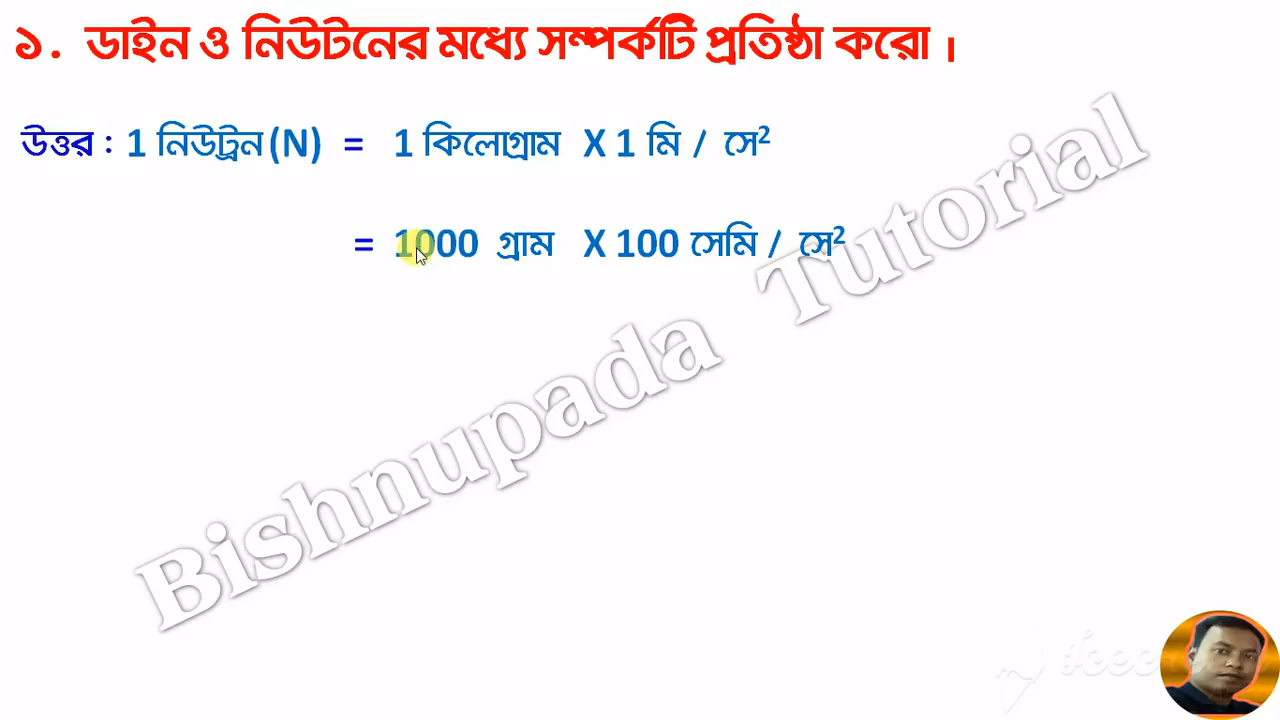 ১. ডাইন ও নিউটনের মধ্যে সম্পর্কটি প্রতিষ্ঠা করো ।
উত্তর : 1 নিউট্রন (N) = 1 কিলোগ্রাম X 1 মি / সে²
= 1000 গ্রাম X 100 সেমি / সে²
Bishnupada Tutorial